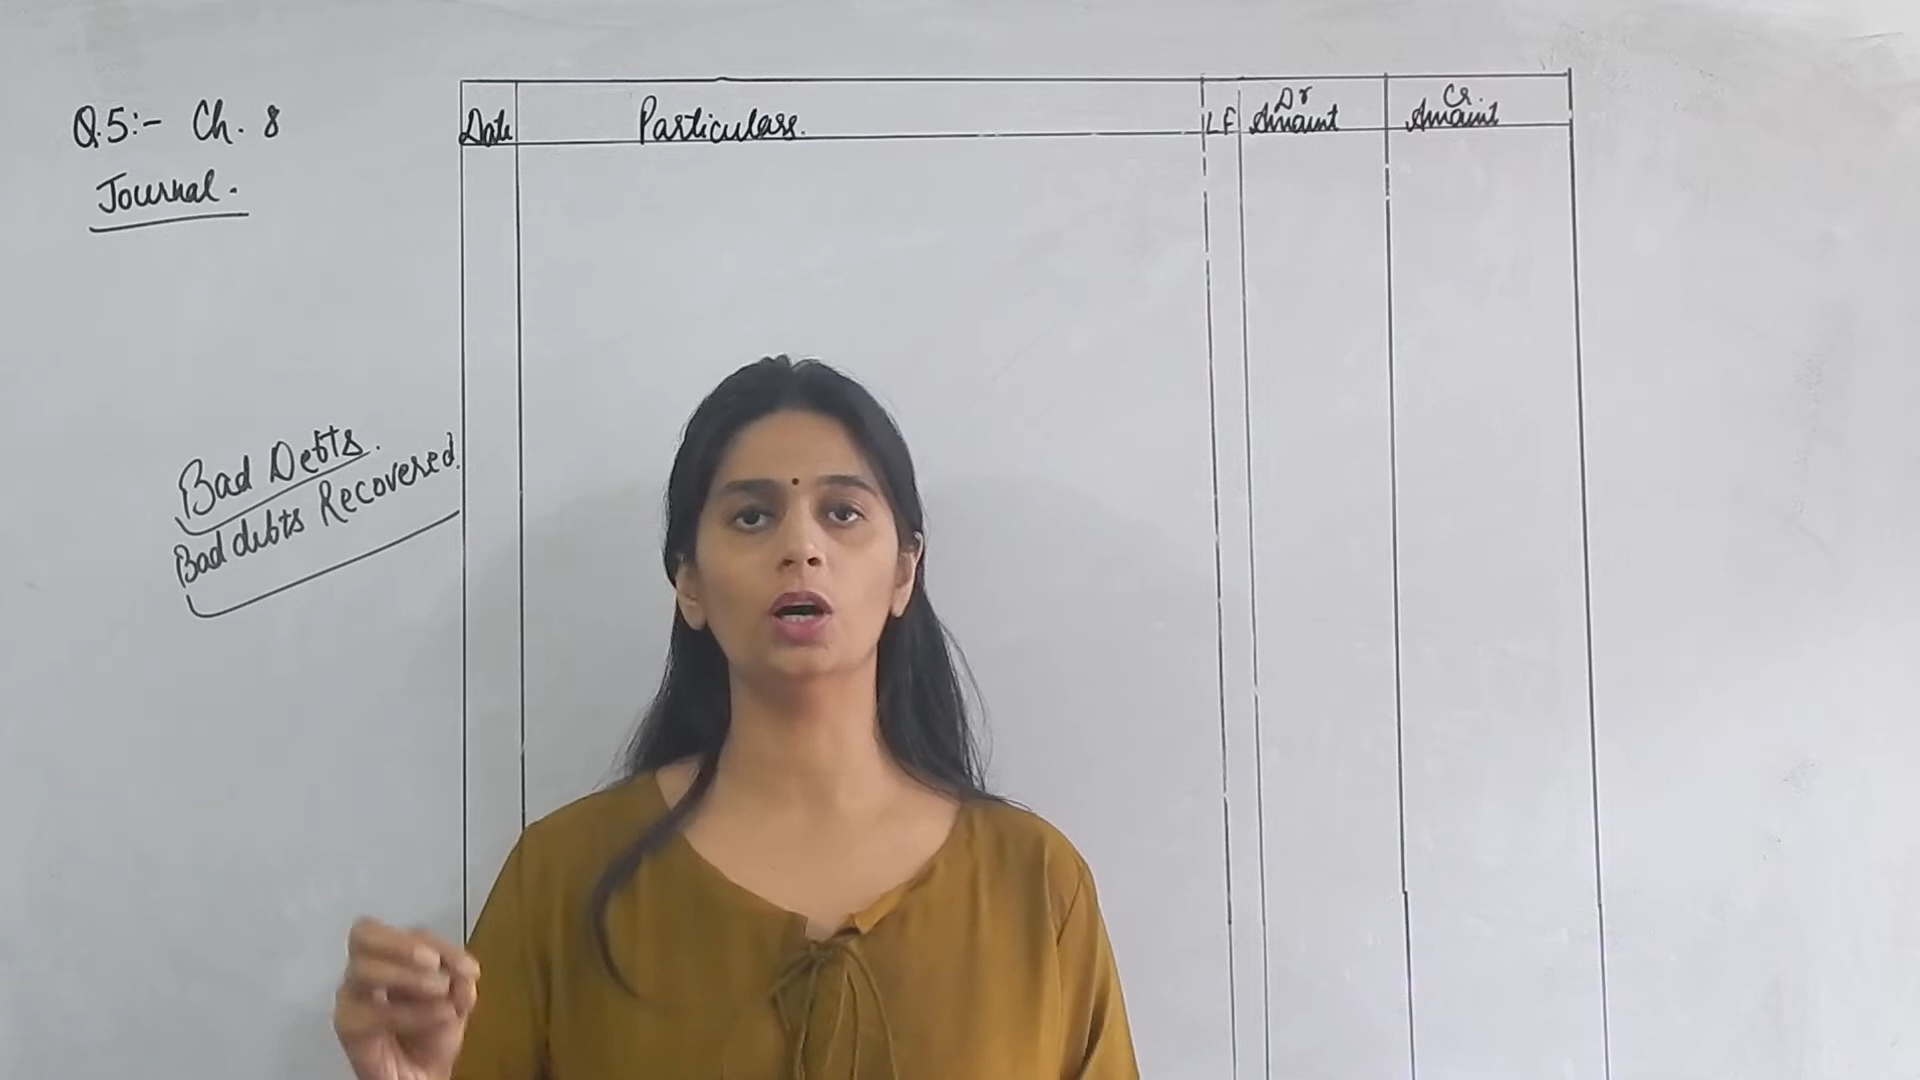 Q.5:- Ch. 8
Journal.
Date Particulars. LF Dr Amount Cr. Amount
Bad Debts.
Bad debts Recovered.